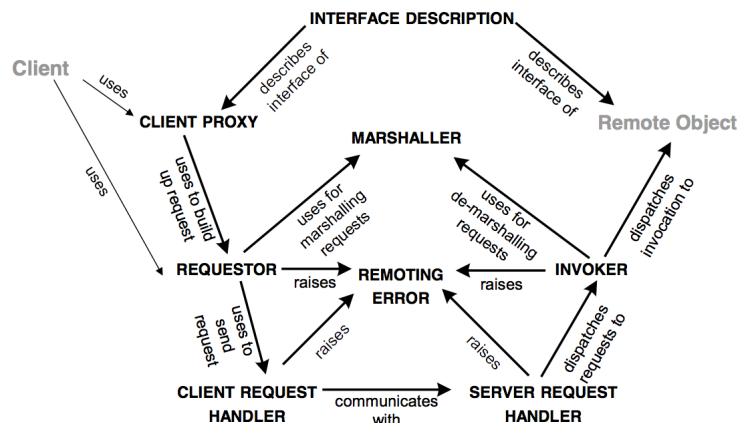 INTERFACE DESCRIPTION
Client
describes
interface of
describes
interface of
uses
CLIENT PROXY
Remote Object
MARSHALLER
uses
uses to build
up request
uses for
marshalling
requests
uses for
de-marshalling
requests
dispatches
invocation to
REQUESTOR
raises
REMOTING
ERROR
raises
INVOKER
uses to
send
request
raises
raises
dispatches
requests to
CLIENT REQUEST
HANDLER
communicates
with
SERVER REQUEST
HANDLER